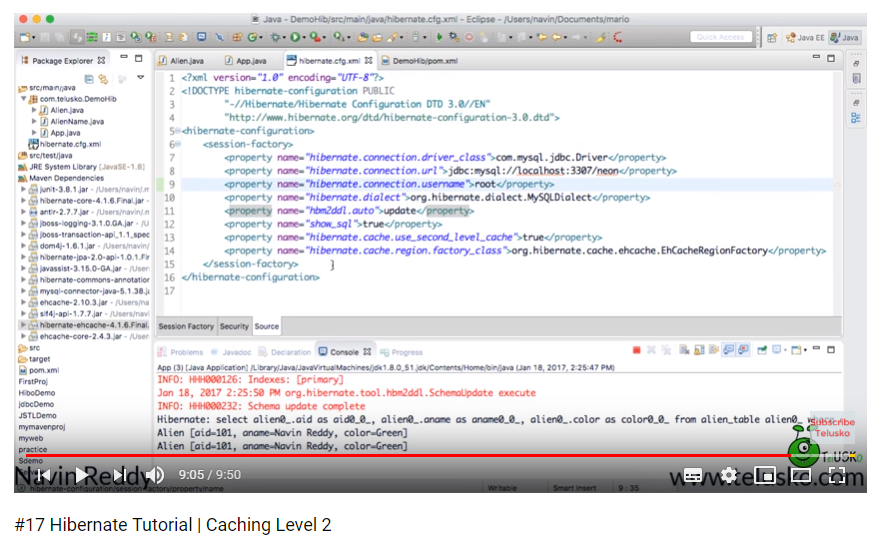 Java - DemoHib/src/main/java/hibernate.cfg.xml - Eclipse - /Users/navin/Documents/mario
Quick Access
Java EE
Java
Package Explorer
src/main/java
com.telusko.DemoHib
Alien.java
AlienName.java
App.java
hibernate.cfg.xml
src/test/java
JRE System Library [JavaSE-1.8]
Maven Dependencies
junit-3.8.1.jar - /Users/navin/.m
hibernate-core-4.1.6.Final.jar -
antlr-2.7.7.jar - /Users/navin/.m
jboss-logging-3.1.0.GA.jar - /U
jboss-transaction-api_1.1_spec
dom4j-1.6.1.jar - /Users/navin/
hibernate-jpa-2.0-api-1.0.1.Fin
javassist-3.15.0-GA.jar - /User
hibernate-commons-annotation
mysql-connector-java-5.1.38.j
ehcache-2.10.3.jar - /Users/na
slf4j-api-1.7.7.jar - /Users/nav
hibernate-ehcache-4.1.6.Final.
ehcache-core-2.4.3.jar - /User
src
target
pom.xml
FirstProj
HiboDemo
jdbcDemo
JSTLDemo
mymavenproj
myweb
practice
Sdemo
Alien.java
App.java
hibernate.cfg.xml
DemoHib/pom.xml
1 <?xml version="1.0" encoding="UTF-8"?>
2 <!DOCTYPE hibernate-configuration PUBLIC
3 "-//Hibernate/Hibernate Configuration DTD 3.0//EN"
4 "http://www.hibernate.org/dtd/hibernate-configuration-3.0.dtd">
5 <hibernate-configuration>
6 <session-factory>
7 <property name="hibernate.connection.driver_class">com.mysql.jdbc.Driver</property>
8 <property name="hibernate.connection.url">jdbc:mysql://localhost:3307/neon</property>
9 <property name="hibernate.connection.username">root</property>
10 <property name="hibernate.dialect">org.hibernate.dialect.MySQLDialect</property>
11 <property name="hbm2ddl.auto">update</property>
12 <property name="show_sql">true</property>
13 <property name="hibernate.cache.use_second_level_cache">true</property>
14 <property name="hibernate.cache.region.factory_class">org.hibernate.cache.ehcache.EhCacheRegionFactory</property>
15 </session-factory>
16 </hibernate-configuration>
17
Session Factory Security Source
Problems Javadoc Declaration Console Progress
App (3) [Java Application] /Library/Java/JavaVirtualMachines/jdk1.8.0_51.jdk/Contents/Home/bin/java (Jan 18, 2017, 2:25:47 PM)
INFO: HHH000126: Indexes: [primary]
Jan 18, 2017 2:25:50 PM org.hibernate.tool.hbm2ddl.SchemaUpdate execute
INFO: HHH000232: Schema update complete
Hibernate: select alien0_.aid as aid0_0_, alien0_.aname as aname0_0_, alien0_.color as color0_0_ from alien_table alien0_ where
Alien [aid=101, aname=Navin Reddy, color=Green]
Alien [aid=101, aname=Navin Reddy, color=Green]
Subscribe
Telusko
TeLUSKO
Navin Reddy
9:05 / 9:50
www.telusko.com
hibernate-configuration/session-factory/property/name
Writable
Smart Insert
9 : 35
#17 Hibernate Tutorial | Caching Level 2